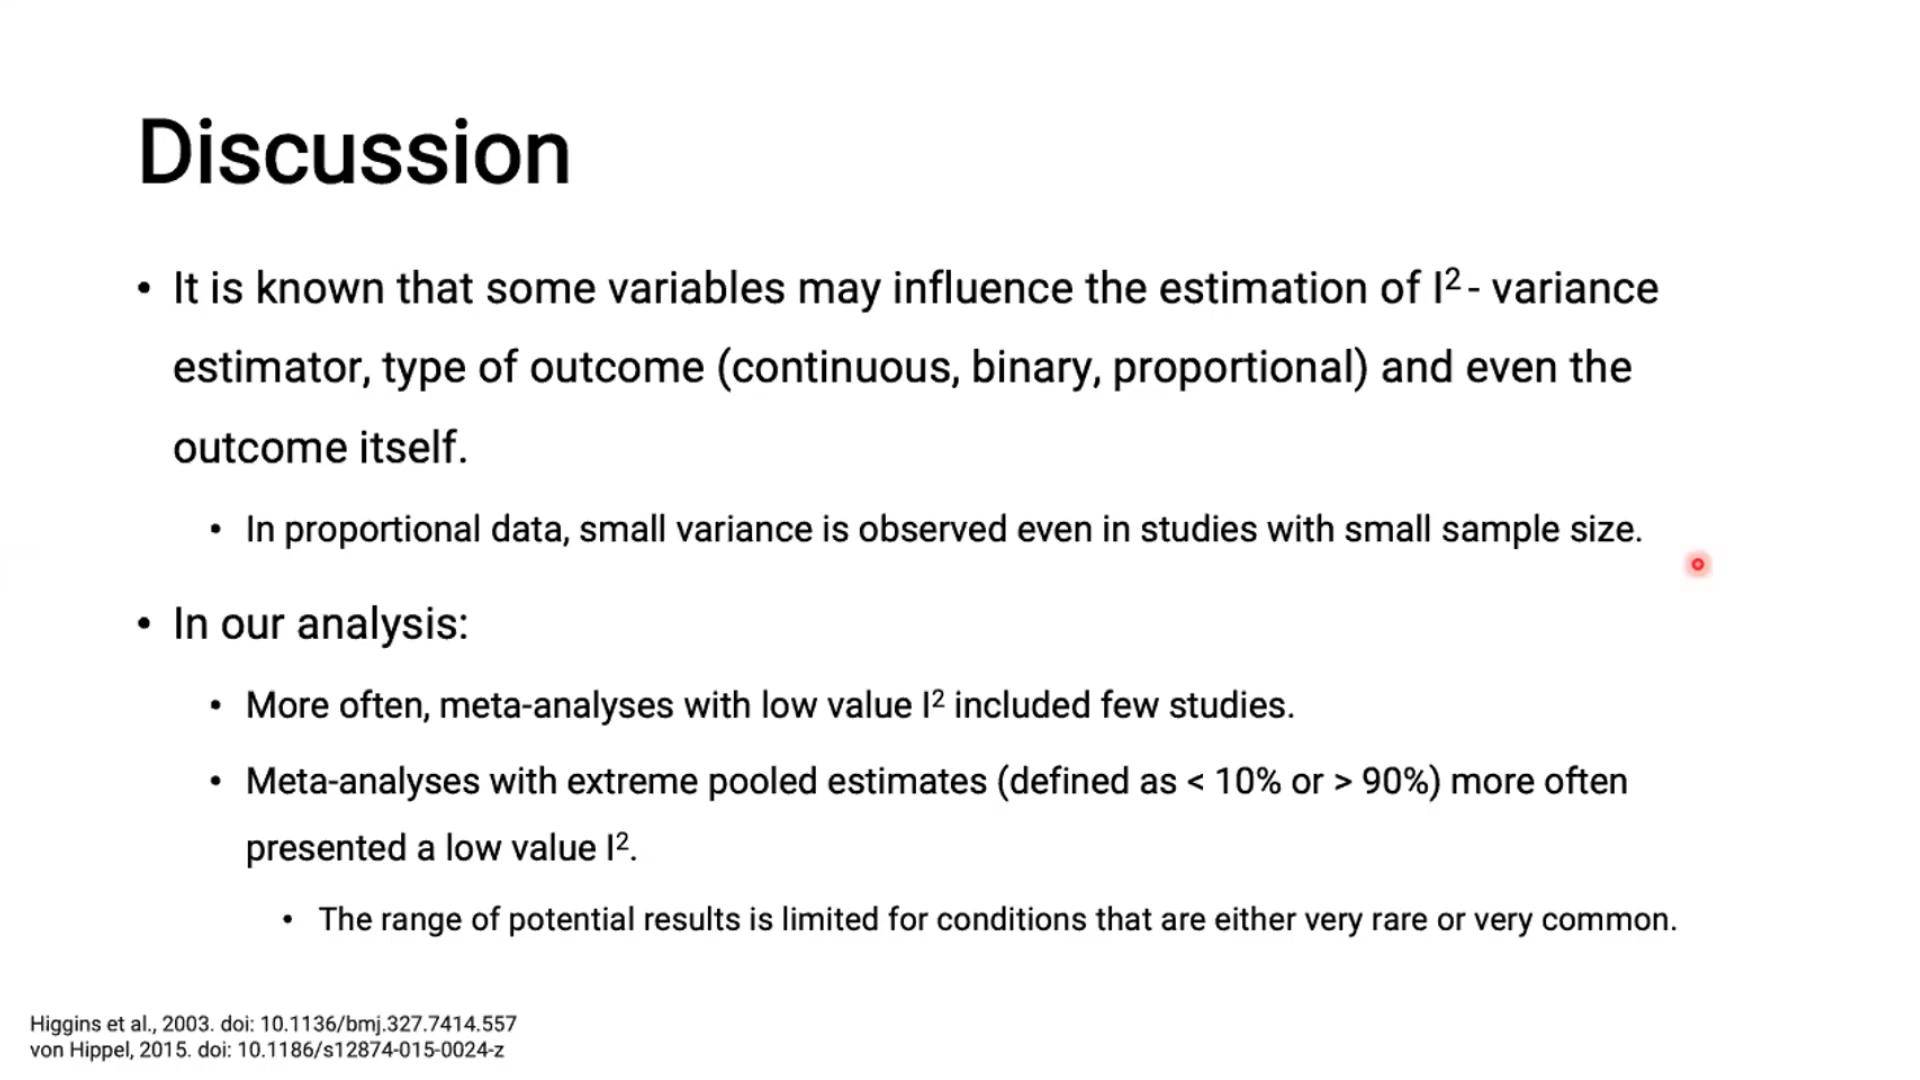 Discussion
• It is known that some variables may influence the estimation of I² - variance
estimator, type of outcome (continuous, binary, proportional) and even the
outcome itself.
• In proportional data, small variance is observed even in studies with small sample size.
• In our analysis:
• More often, meta-analyses with low value I² included few studies.
• Meta-analyses with extreme pooled estimates (defined as < 10% or > 90%) more often
presented a low value I².
• The range of potential results is limited for conditions that are either very rare or very common.
Higgins et al., 2003. doi: 10.1136/bmj.327.7414.557
von Hippel, 2015. doi: 10.1186/s12874-015-0024-z